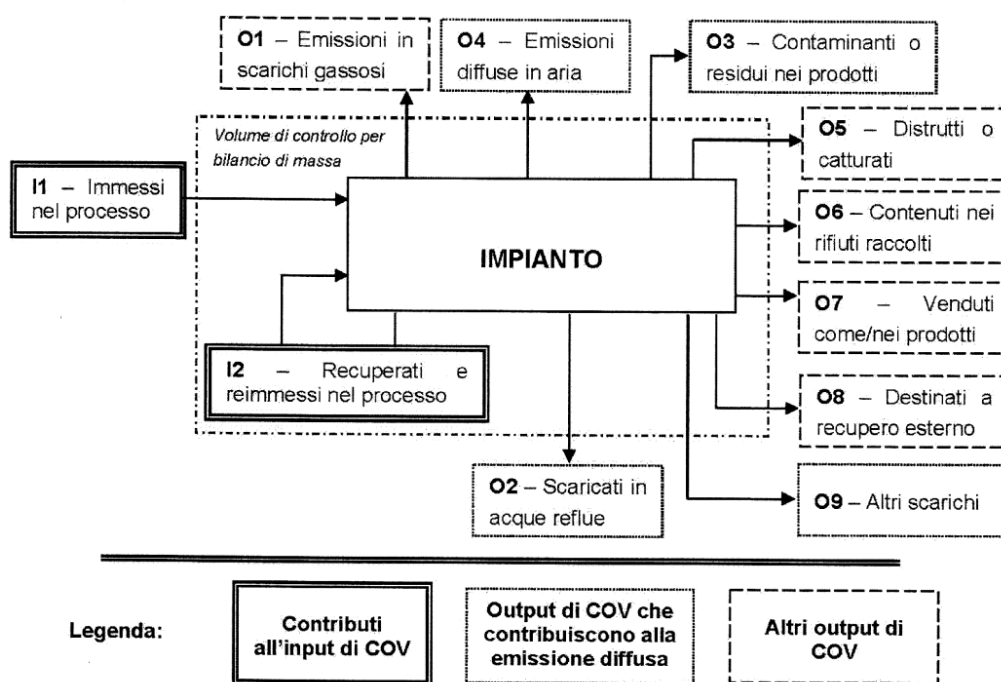 O1 – Emissioni in
scarichi gassosi
O4 – Emissioni
diffuse in aria
O3 – Contaminanti o
residui nei prodotti
Volume di controllo per
bilancio di massa
O5 – Distrutti o
catturati
I1 – Immessi
nel processo
O6 – Contenuti nei
rifiuti raccolti
IMPIANTO
O7 – Venduti
come/nei prodotti
I2 – Recuperati e
reimmessi nel processo
O8 – Destinati a
recupero esterno
O2 – Scaricati in
acque reflue
O9 – Altri scarichi
Legenda:
Contributi
all'input di COV
Output di COV che
contribuiscono alla
emissione diffusa
Altri output di
COV